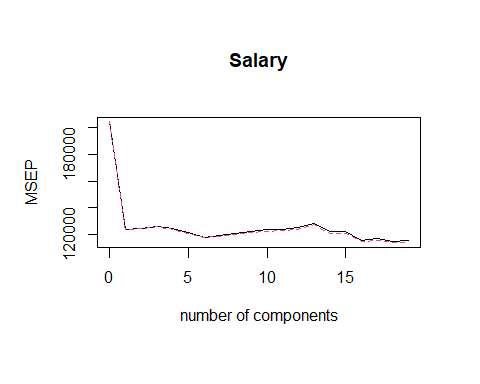 Salary
MSEP
180000
120000
0 5 10 15
number of components